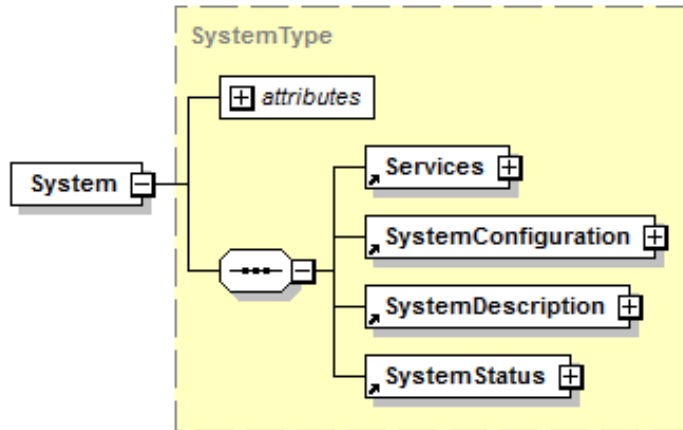 SystemType
attributes
System
Services
SystemConfiguration
SystemDescription
SystemStatus